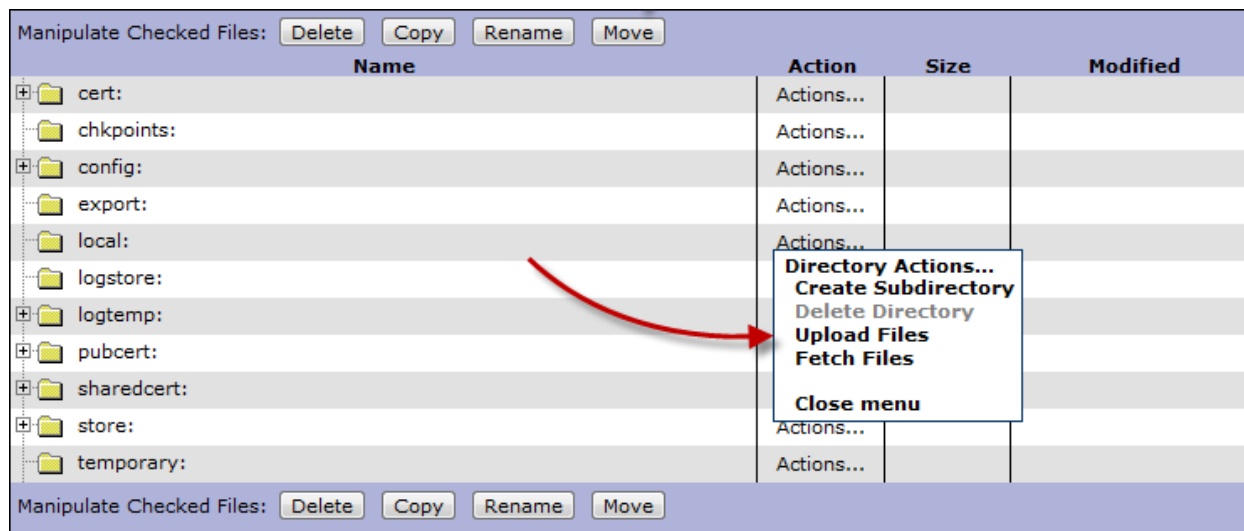 Manipulate Checked Files: Delete Copy Rename Move
Name Action Size Modified
cert: Actions...
chkpoints: Actions...
config: Actions...
export: Actions...
local: Actions...
logstore:
logtemp:
pubcert:
sharedcert:
store: Actions...
temporary: Actions...
Directory Actions...
Create Subdirectory
Delete Directory
Upload Files
Fetch Files
Close menu
Manipulate Checked Files: Delete Copy Rename Move